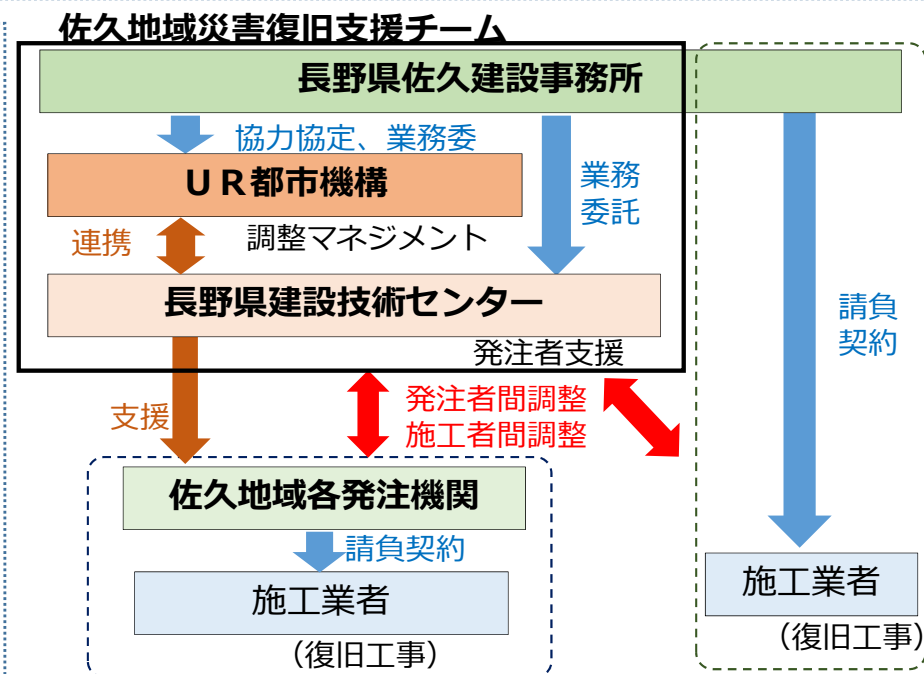 佐久地域災害復旧支援チーム
長野県佐久建設事務所
協力協定、業務委
ＵＲ都市機構
業務
委託
連携
調整マネジメント
長野県建設技術センター
発注者支援
請負
契約
支援
発注者間調整
施工者間調整
佐久地域各発注機関
請負契約
施工業者
（復旧工事）
施工業者
（復旧工事）